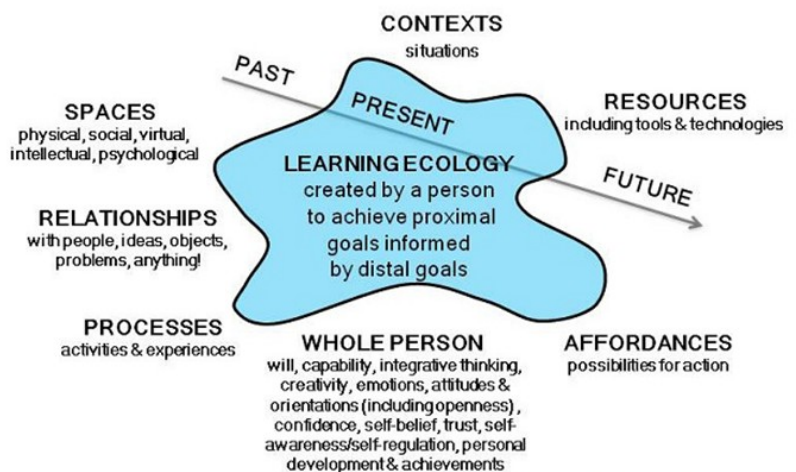 CONTEXTS
situations
PAST
PRESENT
FUTURE
SPACES
physical, social, virtual,
intellectual, psychological
RESOURCES
including tools & technologies
LEARNING ECOLOGY
created by a person
to achieve proximal
goals informed
by distal goals
RELATIONSHIPS
with people, ideas, objects,
problems, anything!
PROCESSES
activities & experiences
WHOLE PERSON
will, capability, integrative thinking,
creativity, emotions, attitudes &
orientations (including openness) ,
confidence, self-belief, trust, self-
awareness/self-regulation, personal
development & achievements
AFFORDANCES
possibilities for action